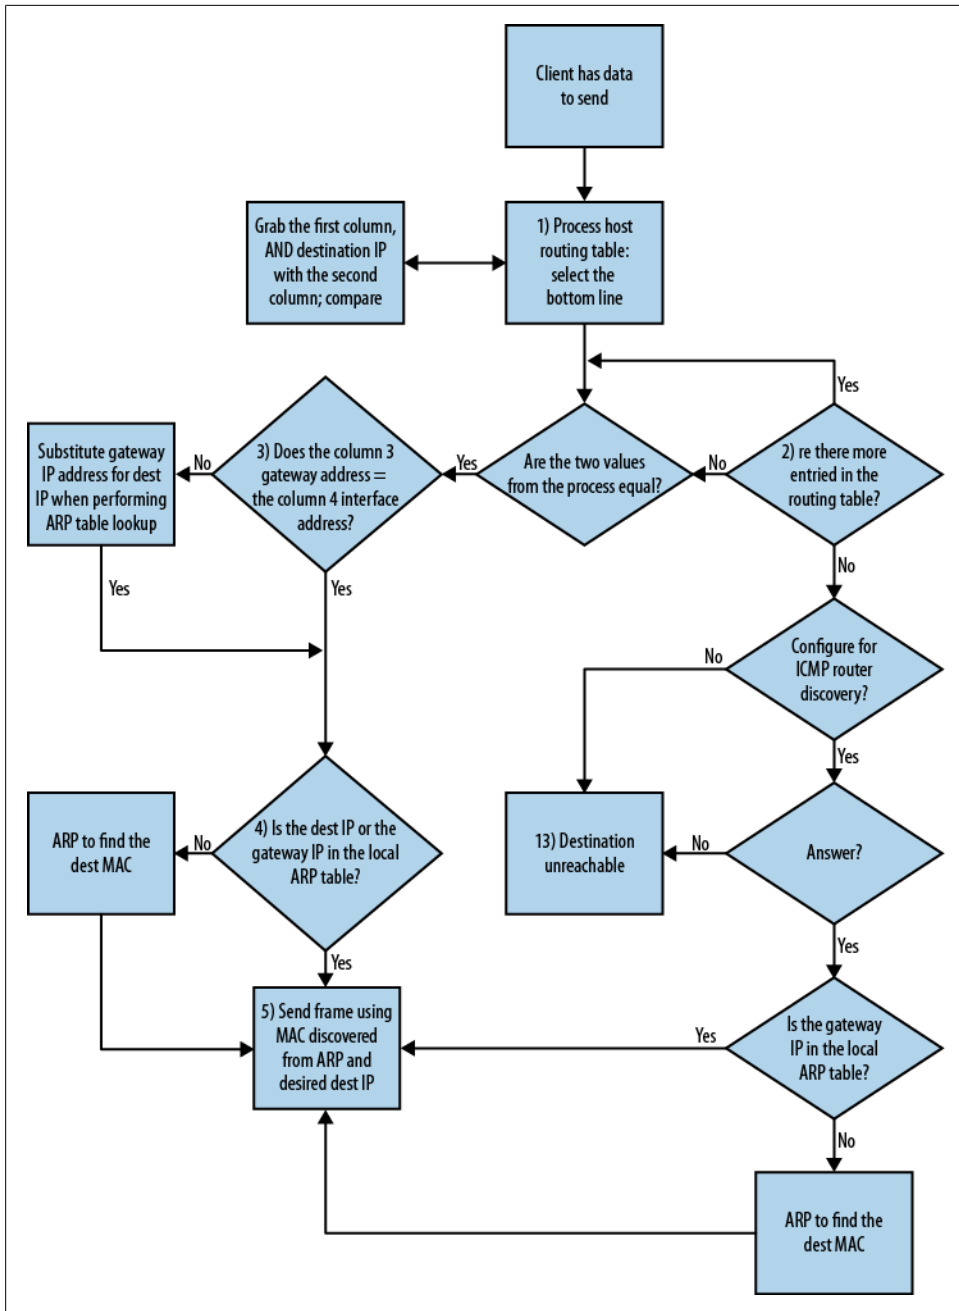 Client has data
to send
Grab the first column,
AND destination IP
with the second
column; compare
1) Process host
routing table:
select the
bottom line
Yes
Substitute gateway
IP address for dest
IP when performing
ARP table lookup
No
3) Does the column 3
gateway address =
the column 4 interface
address?
Yes
Are the two values
from the process equal?
No
2) re there more
entried in the
routing table?
Yes
Yes
No
No
Configure for
ICMP router
discovery?
Yes
ARP to find the
dest MAC
No
4) Is the dest IP or the
gateway IP in the local
ARP table?
13) Destination
unreachable
No
Answer?
Yes
Yes
5) Send frame using
MAC discovered
from ARP and
desired dest IP
Yes
Is the gateway
IP in the local
ARP table?
No
ARP to find the
dest MAC